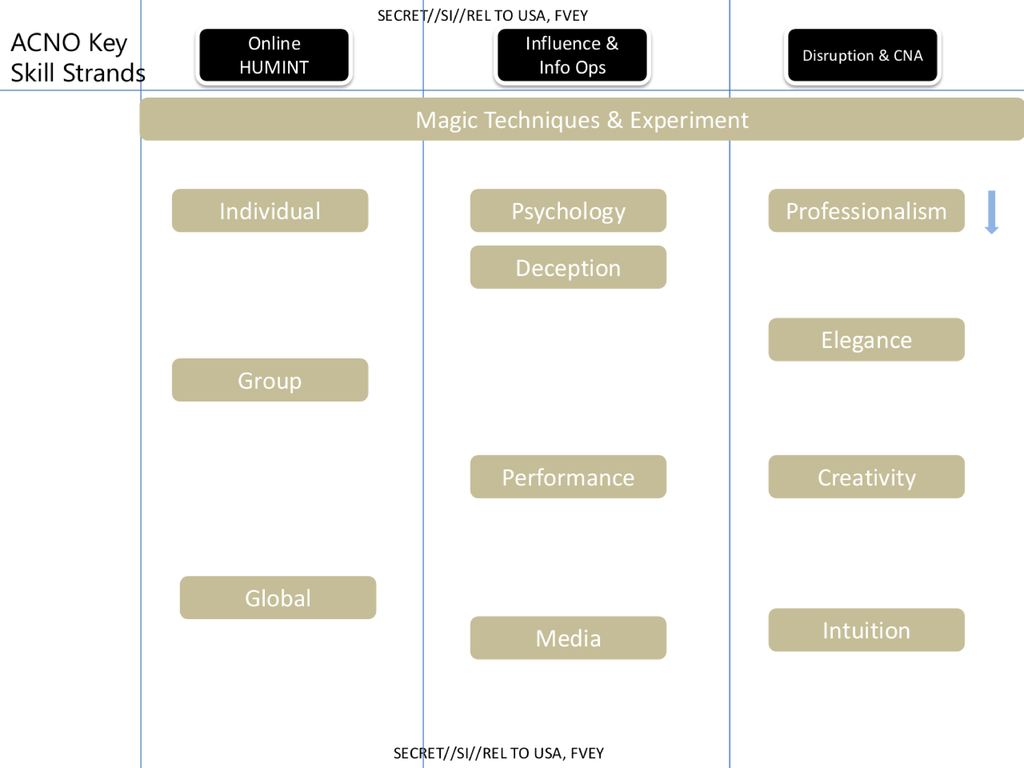 SECRET//SI//REL TO USA, FVEY
ACNO Key
Skill Strands
Online
HUMINT
Influence &
Info Ops
Disruption & CNA
Magic Techniques & Experiment
Individual
Psychology
Professionalism
Deception
Elegance
Group
Performance
Creativity
Global
Intuition
Media
SECRET//SI//REL TO USA, FVEY